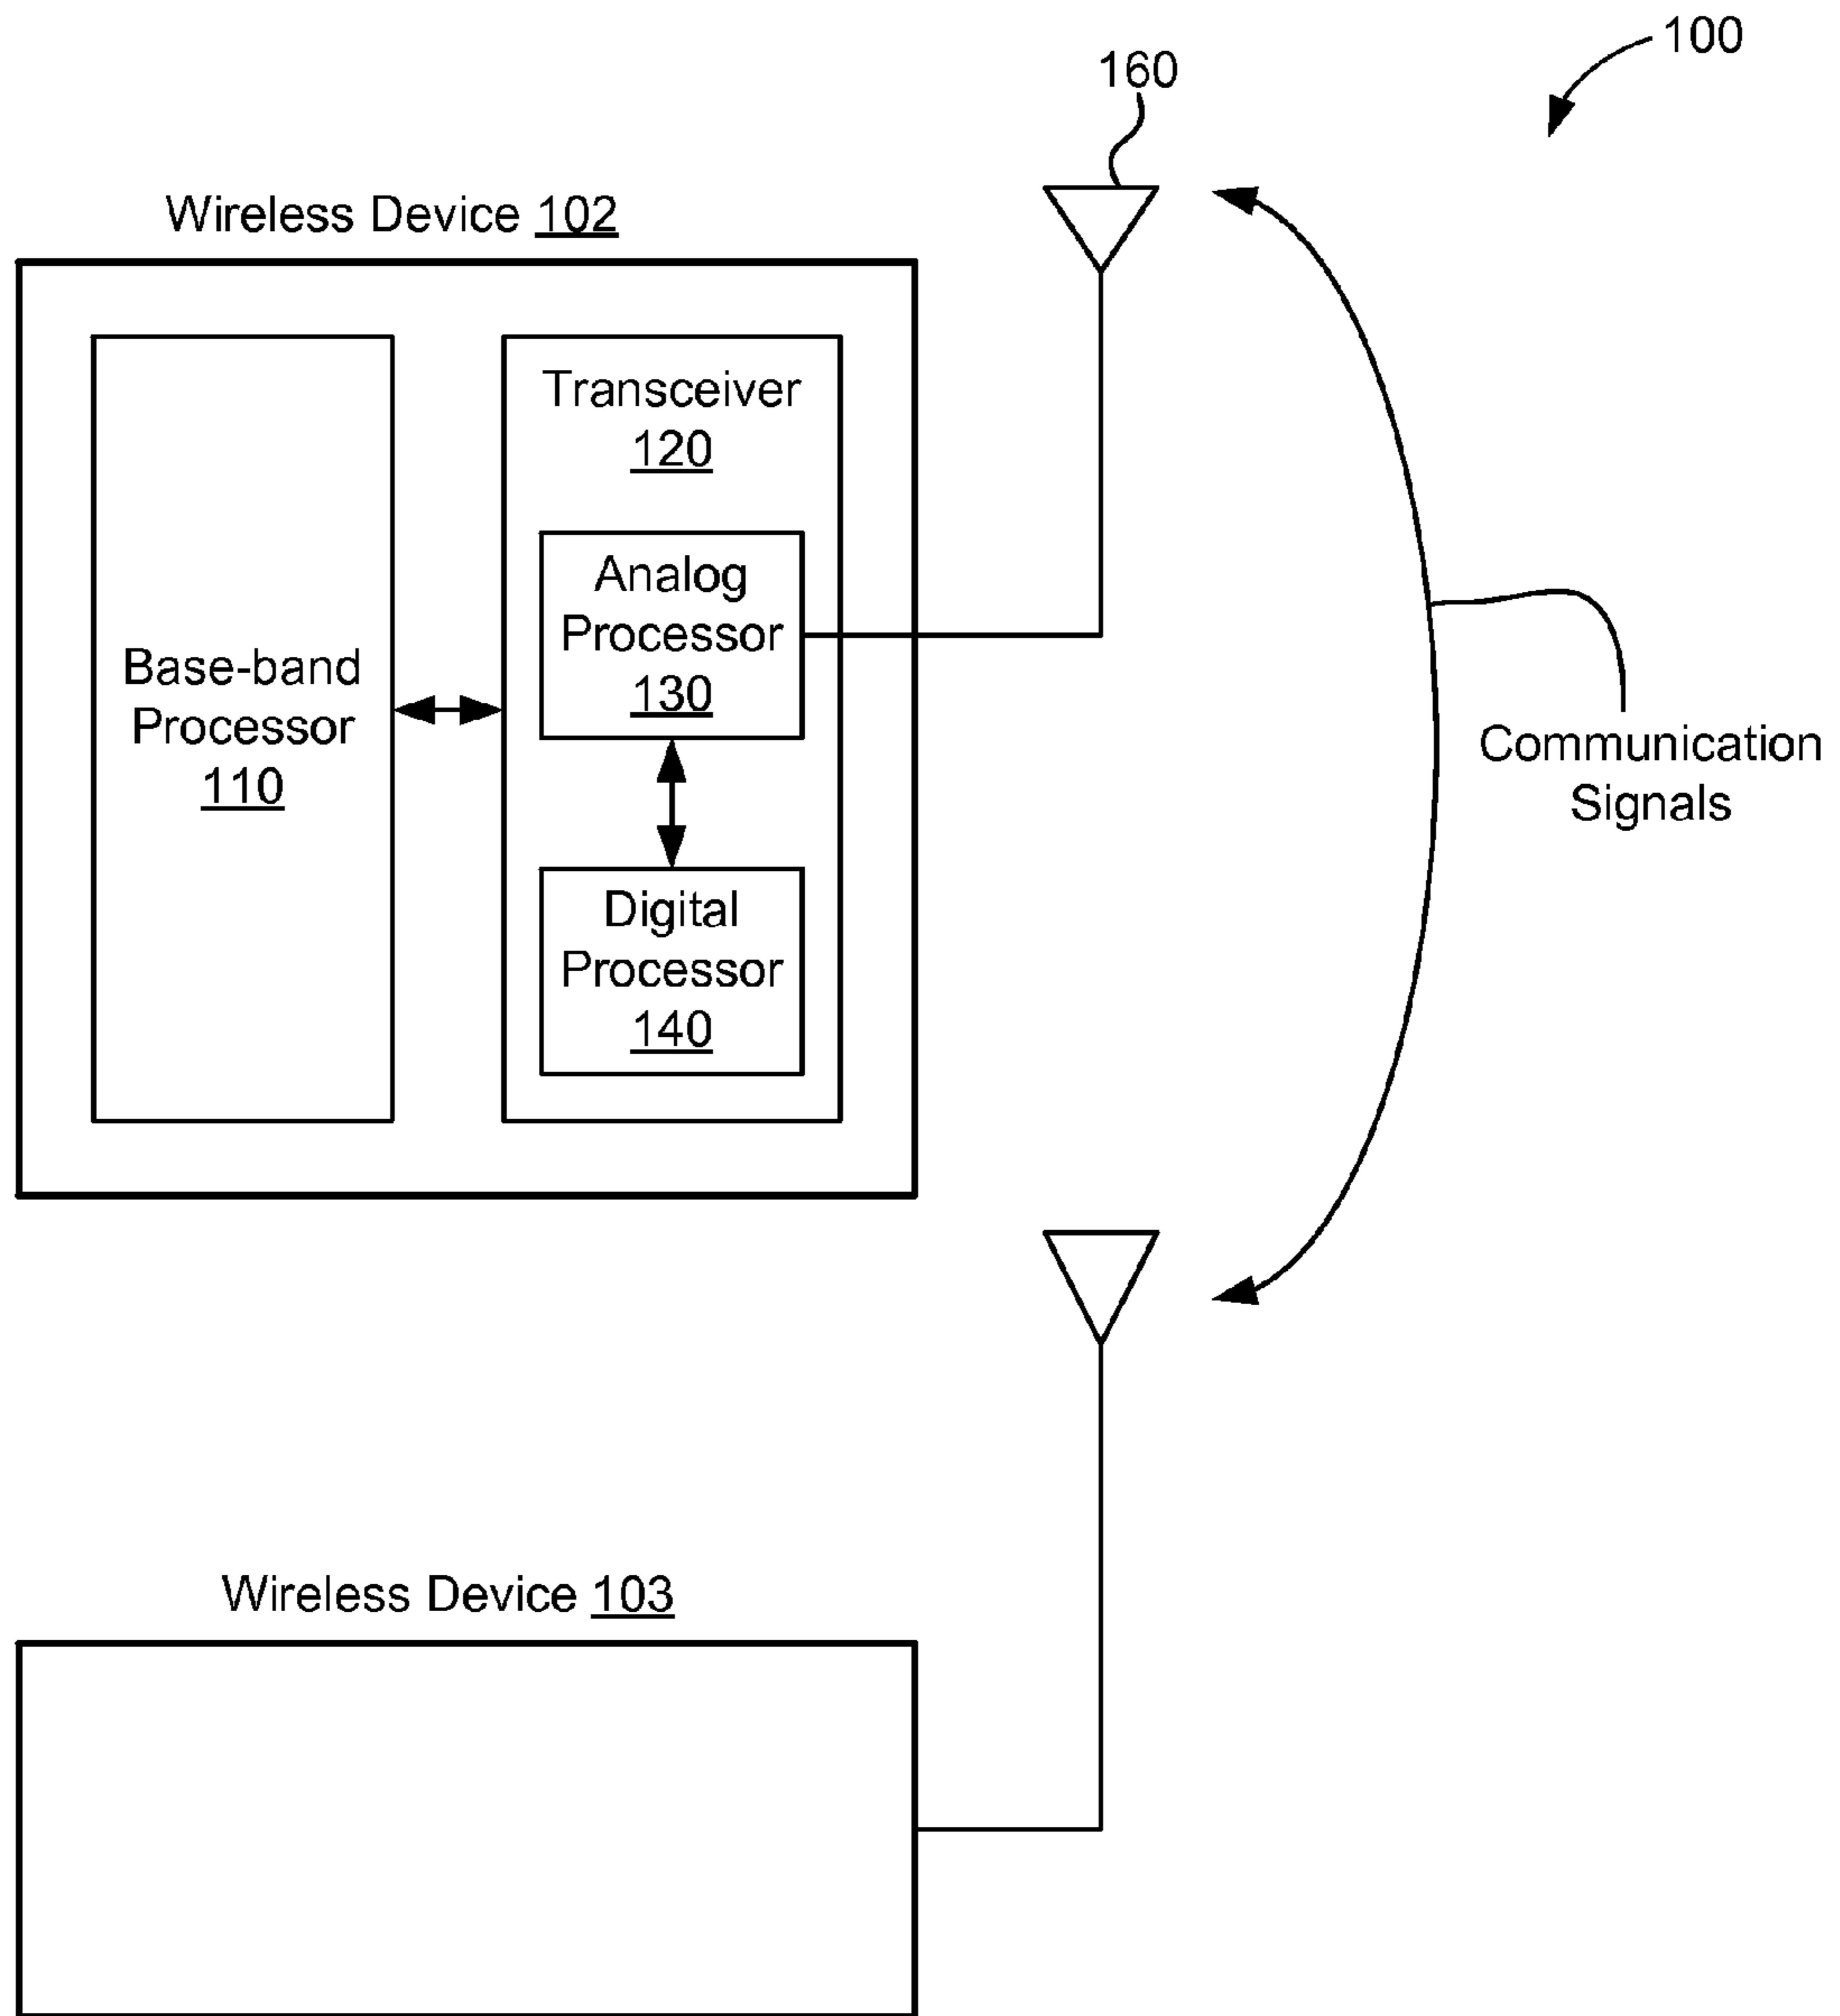 100
160
Wireless Device 102
Transceiver
120
Analog
Processor
130
Base-band
Processor
110
Communication
Signals
Digital
Processor
140
Wireless Device 103